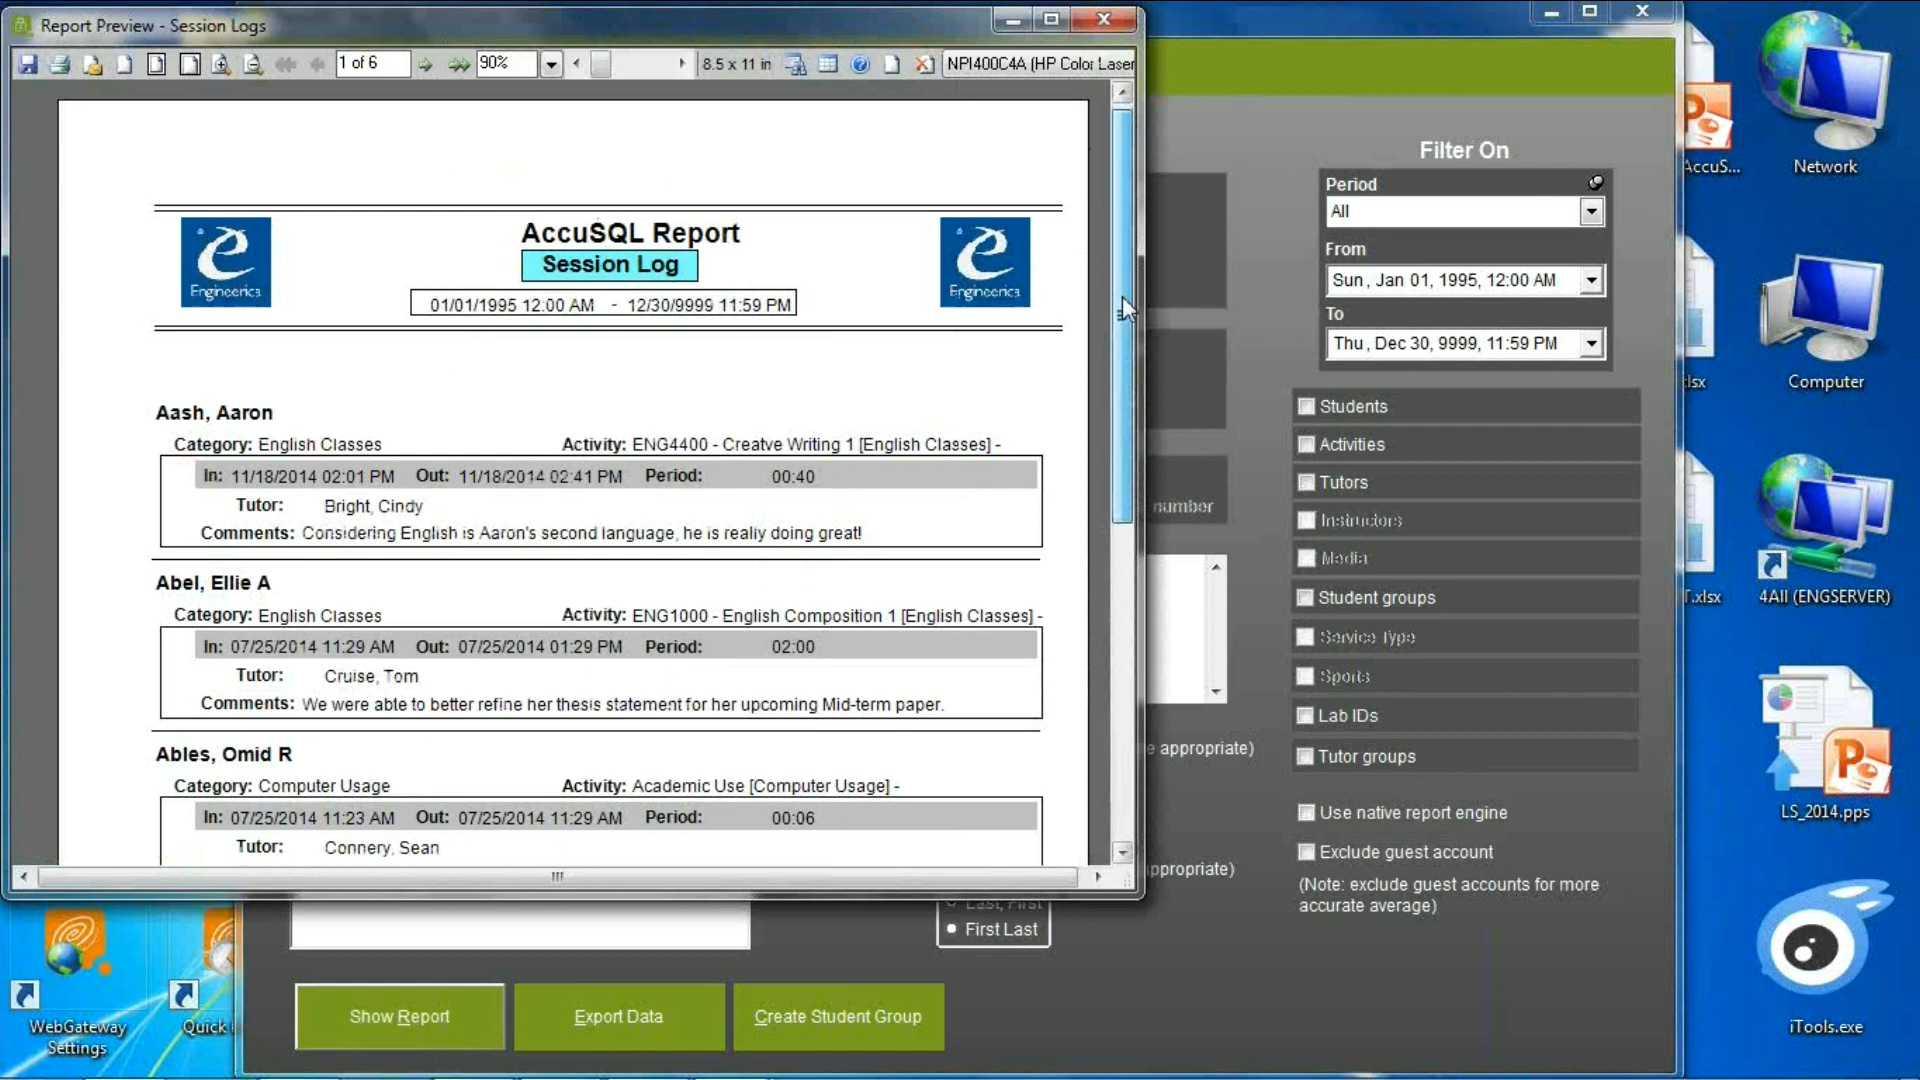 Report Preview - Session Logs
1 of 6
90%
8.5 x 11 in
NPI400C4A (HP Color Laser
AccuSQL Report
Session Log
01/01/1995 12:00 AM - 12/30/9999 11:59 PM
Engineerica
Engineerica
Aash, Aaron
Category: English Classes Activity: ENG4400 - Creatve Writing 1 [English Classes] -
In: 11/18/2014 02:01 PM Out: 11/18/2014 02:41 PM Period: 00:40
Tutor: Bright, Cindy
Comments: Considering English is Aaron's second language, he is really doing great!
Abel, Ellie A
Category: English Classes Activity: ENG1000 - English Composition 1 [English Classes] -
In: 07/25/2014 11:29 AM Out: 07/25/2014 01:29 PM Period: 02:00
Tutor: Cruise, Tom
Comments: We were able to better refine her thesis statement for her upcoming Mid-term paper.
Ables, Omid R
Category: Computer Usage Activity: Academic Use [Computer Usage] -
In: 07/25/2014 11:23 AM Out: 07/25/2014 11:29 AM Period: 00:06
Tutor: Connery, Sean
number
e appropriate)
ppropriate)
Last, First
First Last
Show Report
Export Data
Create Student Group
Filter On
Period
All
From
Sun, Jan 01, 1995, 12:00 AM
To
Thu, Dec 30, 9999, 11:59 PM
Students
Activities
Tutors
Instructors
Media
Student groups
Service Type
Sports
Lab IDs
Tutor groups
Use native report engine
Exclude guest account
(Note: exclude guest accounts for more
accurate average)
AccuS...
Network
Computer
.xlsx
T.xlsx
4All (ENGSERVER)
LS_2014.pps
iTools.exe
WebGateway
Settings
Quick